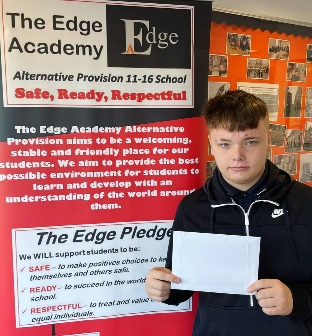 The Edge
Academy
The Edge
Academy
Alternative Provision 11-16 School
Safe, Ready, Respectful
The Edge Academy Alternative
Provision aims to be a welcoming,
stable and friendly place for our
students. We aim to provide the best
possible environment for students to
learn and develop with an
understanding of the world around
them.
The Edge Pledge
We WILL support students to be:
✓ SAFE – to make positive choices to keep
themselves and others safe.
✓ READY – to succeed in the world
school.
✓ RESPECTFUL – to treat and value
equal individuals.